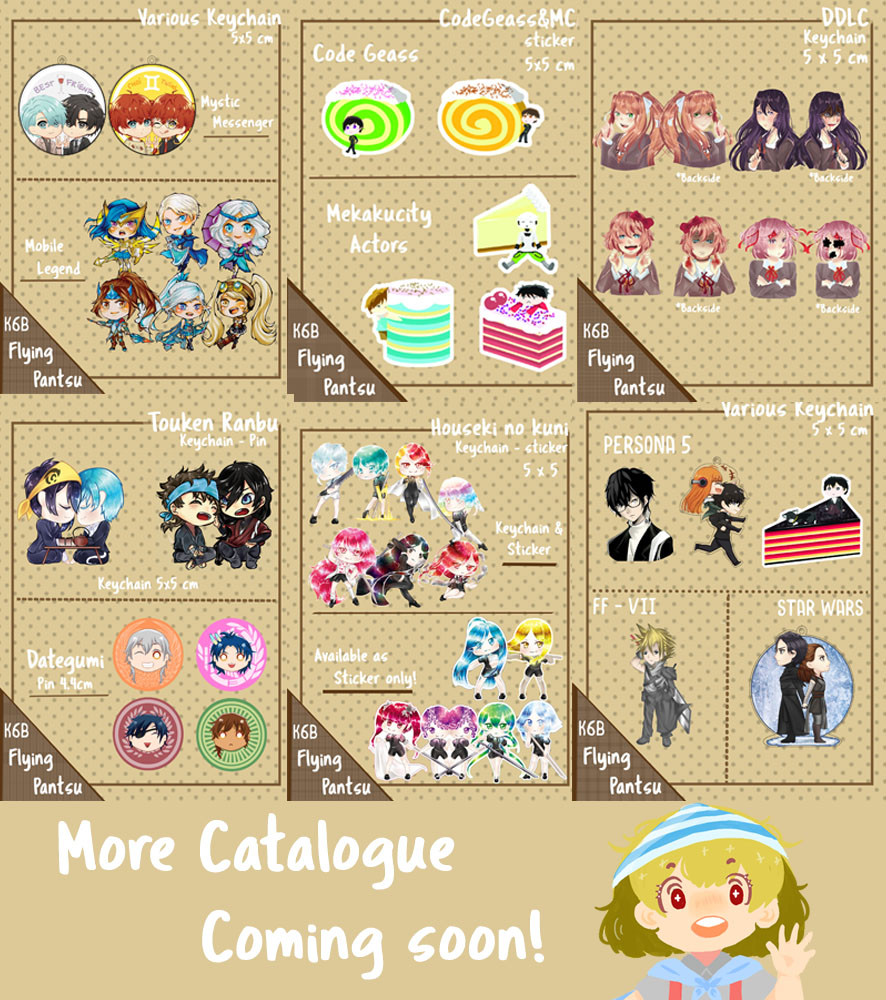 Various Keychain
5x5 cm
BEST FRIEND
Mystic
Messenger
Mobile
Legend
K6B
Flying
Pantsu
CodeGeass&MC
sticker
5x5 cm
Code Geass
Mekakucity
Actors
K6B
Flying
Pantsu
DDLC
Keychain
5 x 5 cm
*Backside
*Backside
*Backside
*Backside
K6B
Flying
Pantsu
Touken Ranbu
Keychain - Pin
Keychain 5x5 cm
Dategumi
Pin 4.4cm
K6B
Flying
Pantsu
Houseki no kuni
Keychain - sticker
5 x 5
Keychain &
Sticker
Available as
Sticker only!
K6B
Flying
Pantsu
Various Keychain
5 x 5 cm
PERSONA 5
FF - VII
STAR WARS
K6B
Flying
Pantsu
More Catalogue
Coming soon!